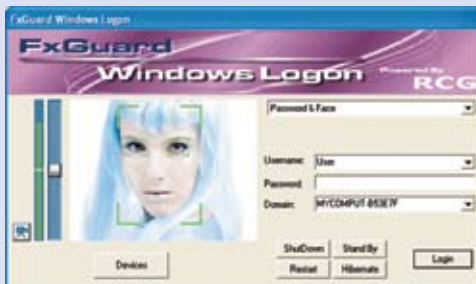 FxGuard Windows Logon
FxGuard
Windows Logon
Powered By
RCG
Password & Face
Username: User
Password
Domain: MYCOMPUT-B53E7F
ShutDown Stand By
Devices Restart Hibernate Login